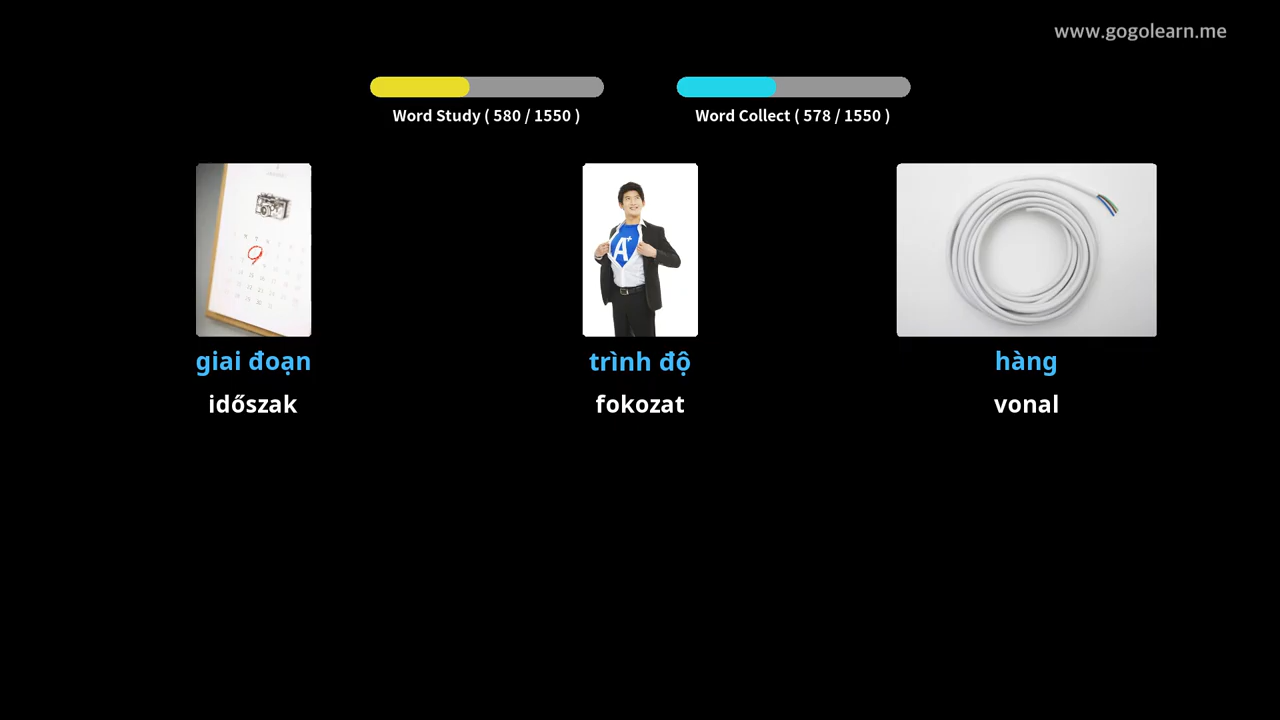 www.gogolearn.me
Word Study ( 580 / 1550 )
Word Collect ( 578 / 1550 )
A+
giai đoạn
trình độ
hàng
időszak
fokozat
vonal